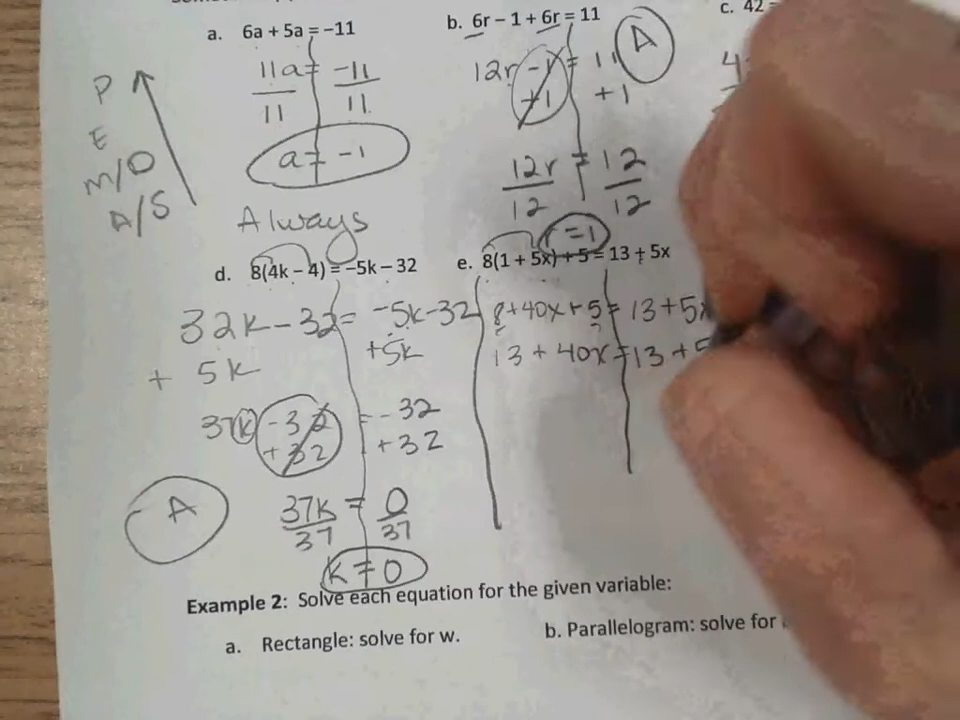 a. 6a + 5a = -11
11a = -11
11 11
a = -1
Always
P
E
M/D
A/S
b. 6r – 1 + 6r = 11
12r - 1 = 11
+1 +1
12r = 12
12 12
r = 1
A
c. 42
d. 8(4k – 4) = –5k – 32
32k - 32 = -5k - 32
+ 5k +5k
37k - 32 = - 32
+ 32 + 32
37k = 0
37 37
k = 0
A
e. 8(1 + 5x) + 5 = 13 + 5x
8 + 40x + 5 = 13 + 5x
13 + 40x = 13 + 5
Example 2: Solve each equation for the given variable:
a. Rectangle: solve for w.
b. Parallelogram: solve for